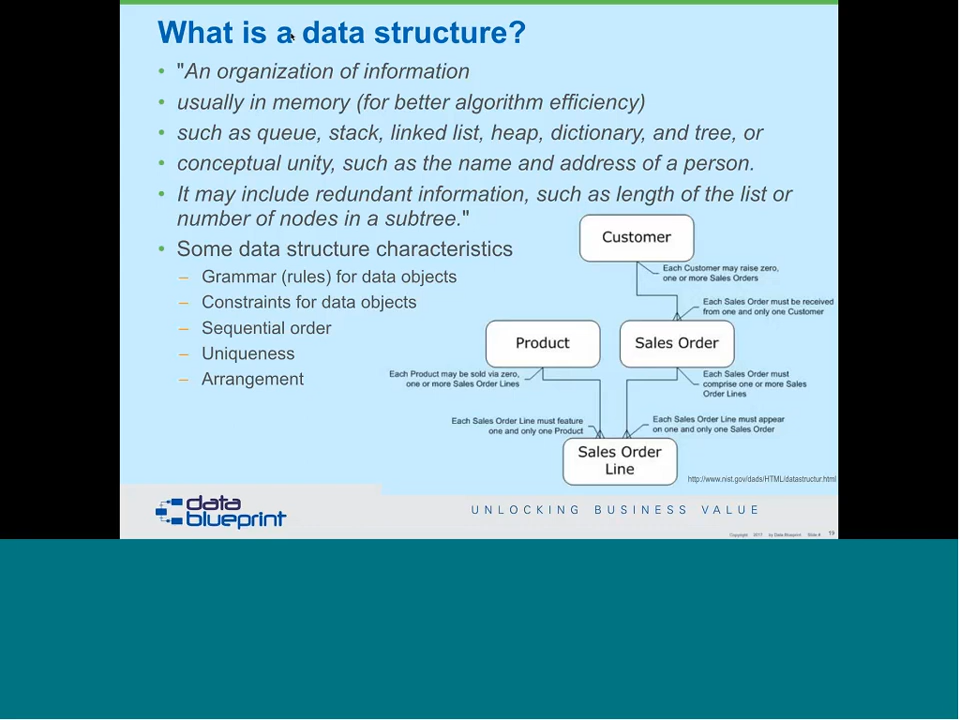 What is a data structure?
• "An organization of information
• usually in memory (for better algorithm efficiency)
• such as queue, stack, linked list, heap, dictionary, and tree, or
• conceptual unity, such as the name and address of a person.
• It may include redundant information, such as length of the list or
number of nodes in a subtree."
• Some data structure characteristics
– Grammar (rules) for data objects
– Constraints for data objects
– Sequential order
– Uniqueness
– Arrangement
Customer
Each Customer may raise zero,
one or more Sales Orders
Each Sales Order must be received
from one and only one Customer
Product
Sales Order
Each Product may be sold via zero,
one or more Sales Order Lines
Each Sales Order must
comprise one or more Sales
Order Lines
Each Sales Order Line must feature
one and only one Product
Each Sales Order Line must appear
on one and only one Sales Order
Sales Order
Line
http://www.nist.gov/dads/HTML/datastructur.html
data
blueprint
UNLOCKING BUSINESS VALUE
Copyright 2017 by Data Blueprint Slide # 19